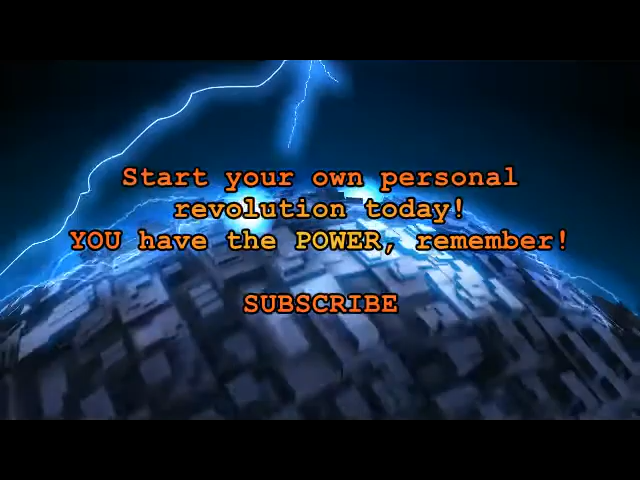 Start your own personal
revolution today!
YOU have the POWER, remember!
SUBSCRIBE